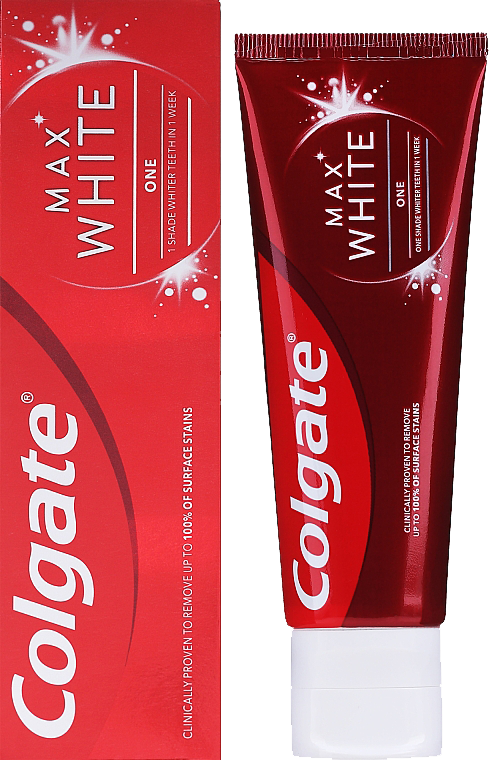 Colgate®
MAX
WHITE
ONE
1 SHADE WHITER TEETH IN 1 WEEK
CLINICALLY PROVEN TO REMOVE UP TO 100% OF SURFACE STAINS
Colgate®
MAX
WHITE
ONE
ONE SHADE WHITER TEETH IN 1 WEEK
CLINICALLY PROVEN TO REMOVE
UP TO 100% OF SURFACE STAINS